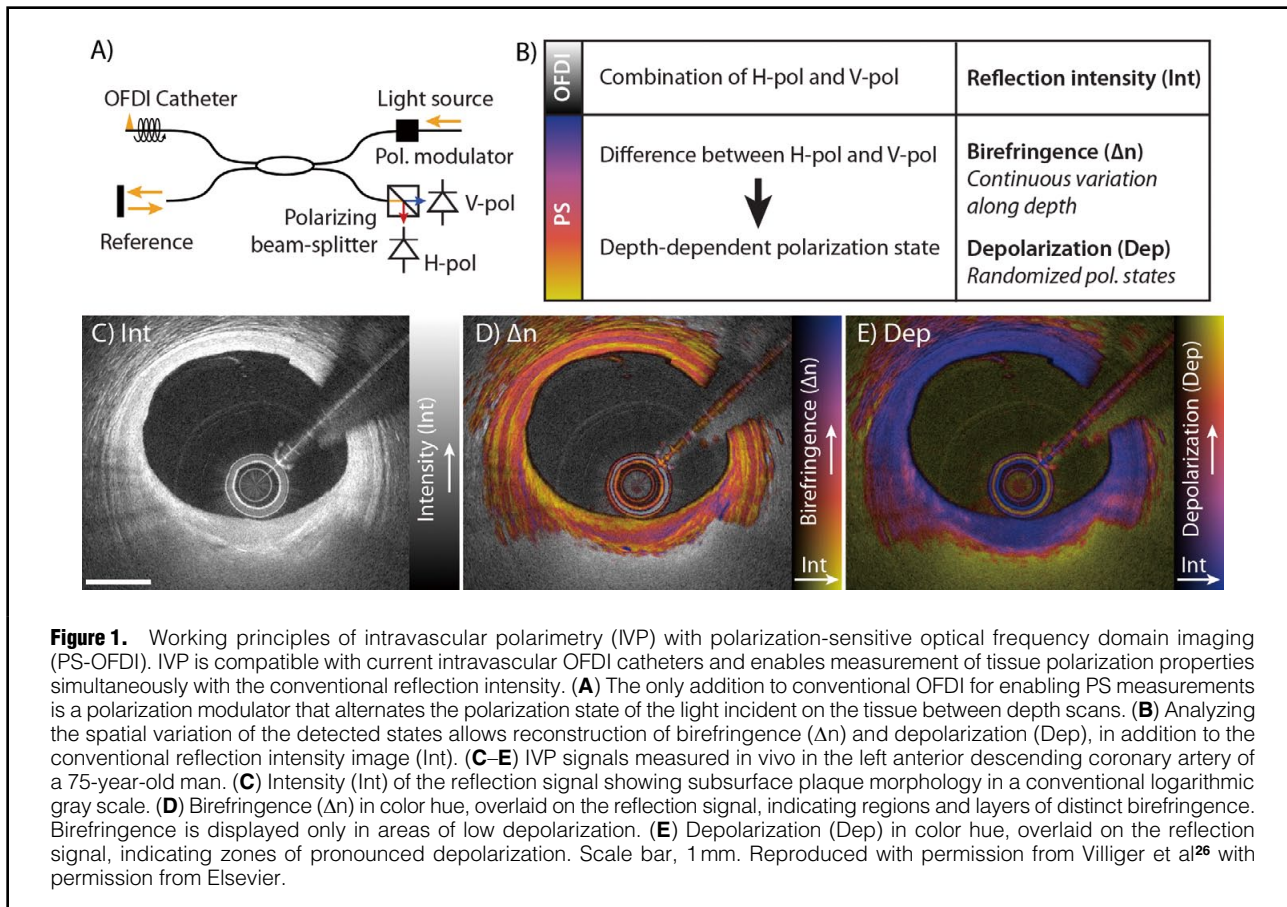 A)
OFDI Catheter
Light source
Pol. modulator
Reference
Polarizing
beam-splitter
V-pol
H-pol
B)
OFDI
Combination of H-pol and V-pol
Reflection intensity (Int)
PS
Difference between H-pol and V-pol
Depth-dependent polarization state
Birefringence (Δn)
Continuous variation
along depth
Depolarization (Dep)
Randomized pol. states
C) Int
Intensity (Int)
D) Δn
Birefringence (Δn)
Int
E) Dep
Depolarization (Dep)
Int
Figure 1. Working principles of intravascular polarimetry (IVP) with polarization-sensitive optical frequency domain imaging
(PS-OFDI). IVP is compatible with current intravascular OFDI catheters and enables measurement of tissue polarization properties
simultaneously with the conventional reflection intensity. (A) The only addition to conventional OFDI for enabling PS measurements
is a polarization modulator that alternates the polarization state of the light incident on the tissue between depth scans. (B) Analyzing
the spatial variation of the detected states allows reconstruction of birefringence (Δn) and depolarization (Dep), in addition to the
conventional reflection intensity image (Int). (C–E) IVP signals measured in vivo in the left anterior descending coronary artery of
a 75-year-old man. (C) Intensity (Int) of the reflection signal showing subsurface plaque morphology in a conventional logarithmic
gray scale. (D) Birefringence (Δn) in color hue, overlaid on the reflection signal, indicating regions and layers of distinct birefringence.
Birefringence is displayed only in areas of low depolarization. (E) Depolarization (Dep) in color hue, overlaid on the reflection
signal, indicating zones of pronounced depolarization. Scale bar, 1 mm. Reproduced with permission from Villiger et al26 with
permission from Elsevier.